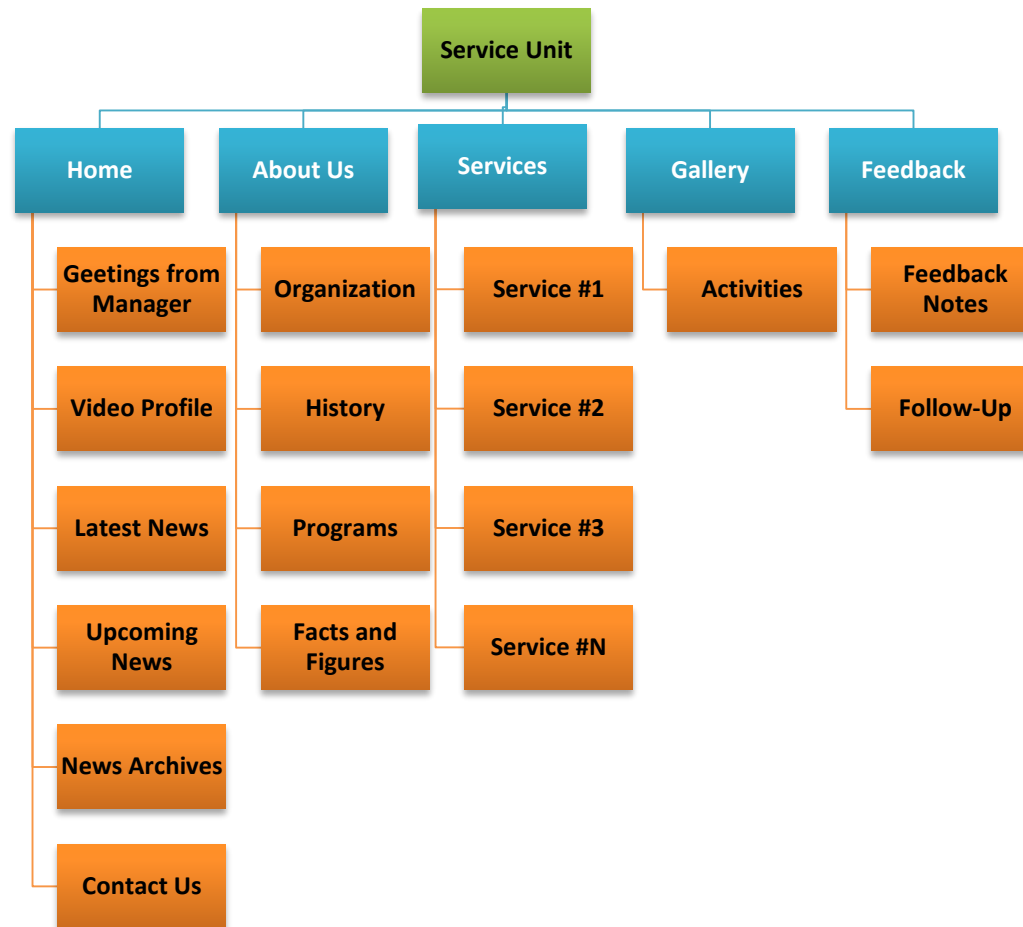 Service Unit
Home
About Us
Services
Gallery
Feedback
Geetings from
Manager
Organization
Service #1
Activities
Feedback
Notes
Video Profile
History
Service #2
Follow-Up
Latest News
Programs
Service #3
Upcoming
News
Facts and
Figures
Service #N
News Archives
Contact Us